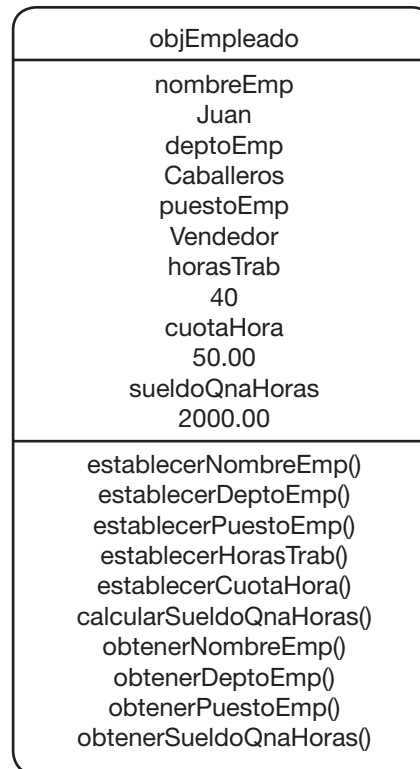 objEmpleado
nombreEmp
Juan
deptoEmp
Caballeros
puestoEmp
Vendedor
horasTrab
40
cuotaHora
50.00
sueldoQnaHoras
2000.00
establecerNombreEmp()
establecerDeptoEmp()
establecerPuestoEmp()
establecerHorasTrab()
establecerCuotaHora()
calcularSueldoQnaHoras()
obtenerNombreEmp()
obtenerDeptoEmp()
obtenerPuestoEmp()
obtenerSueldoQnaHoras()